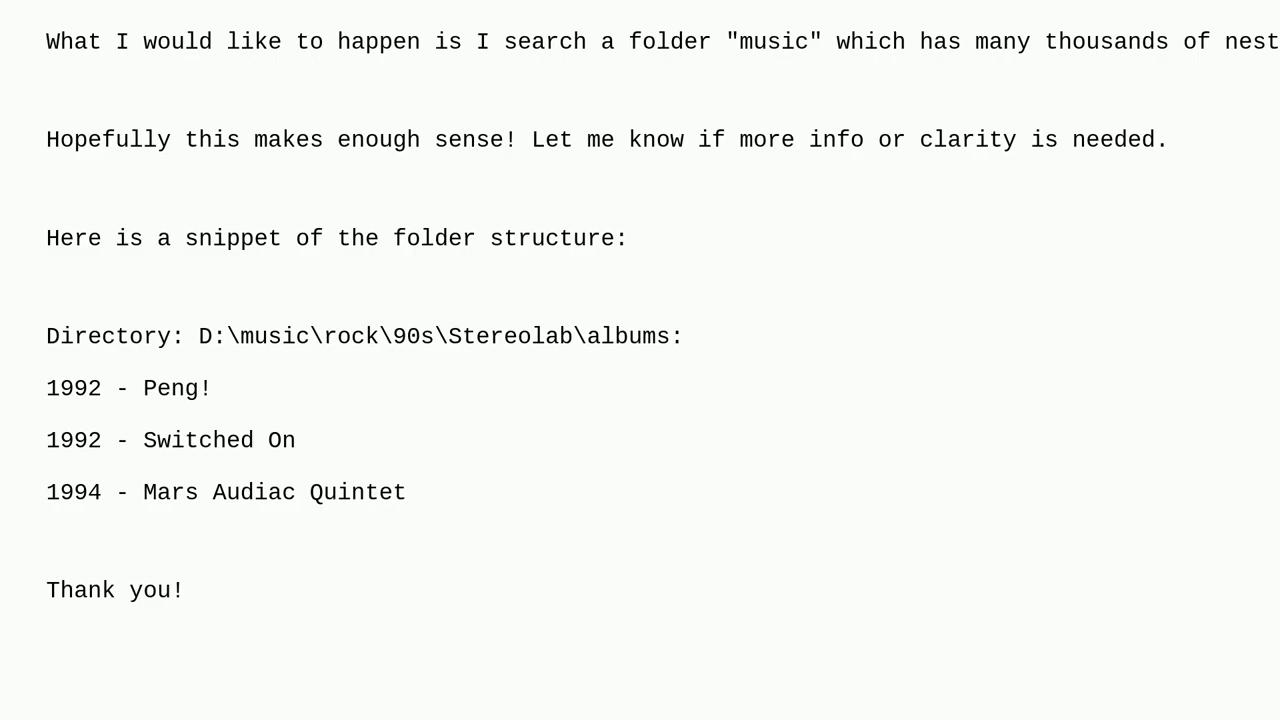 What I would like to happen is I search a folder "music" which has many thousands of
Hopefully this makes enough sense! Let me know if more info or clarity is needed.
Here is a snippet of the folder structure:
Directory: D:\music\rock\90s\Stereolab\albums:
1992 - Peng!
1992 - Switched On
1994 - Mars Audiac Quintet
Thank you!